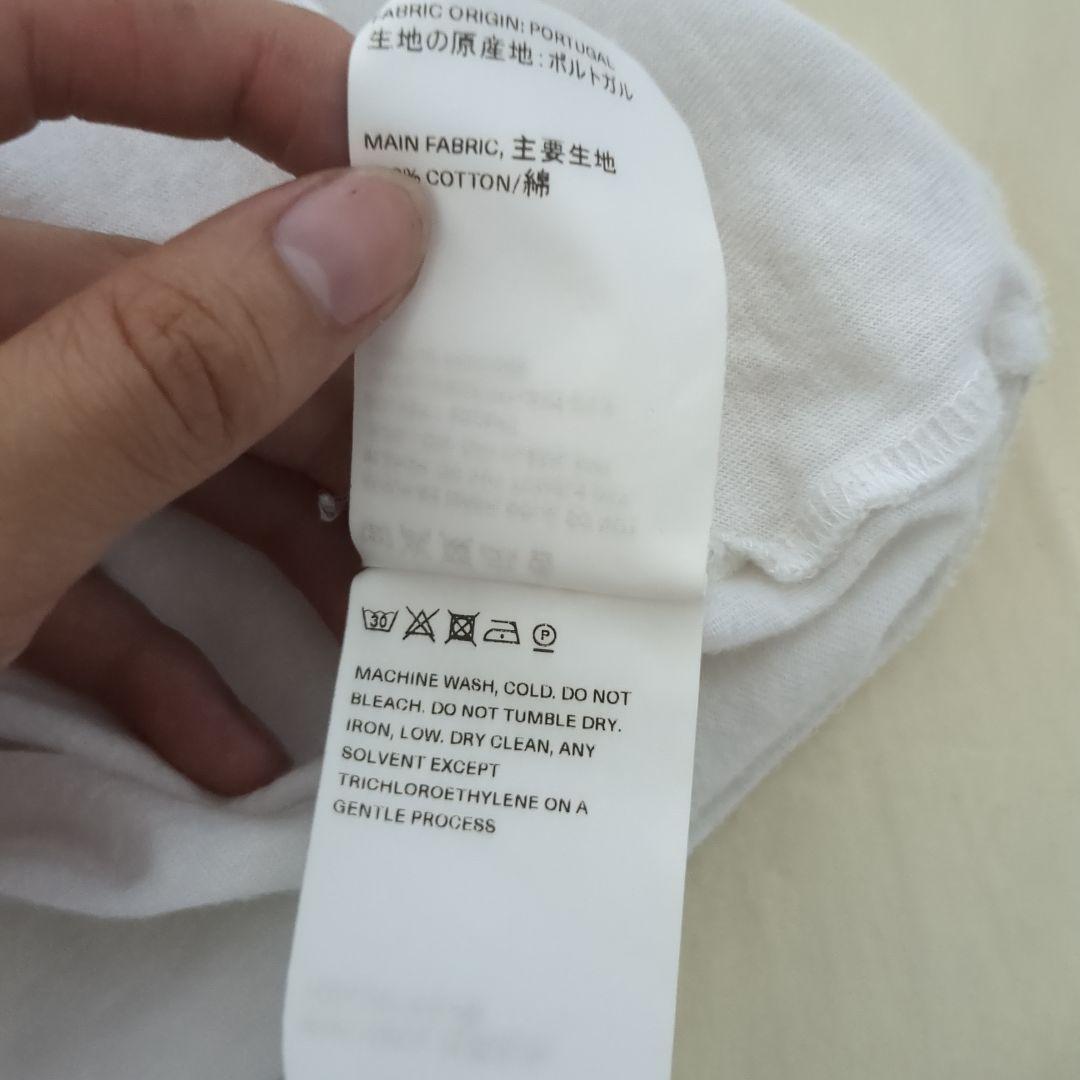 FABRIC ORIGIN: PORTUGAL
生地の原産地:ポルトガル
MAIN FABRIC, 主要生地
% COTTON/綿
30 P
MACHINE WASH, COLD. DO NOT
BLEACH. DO NOT TUMBLE DRY.
IRON, LOW. DRY CLEAN, ANY
SOLVENT EXCEPT
TRICHLOROETHYLENE ON A
GENTLE PROCESS